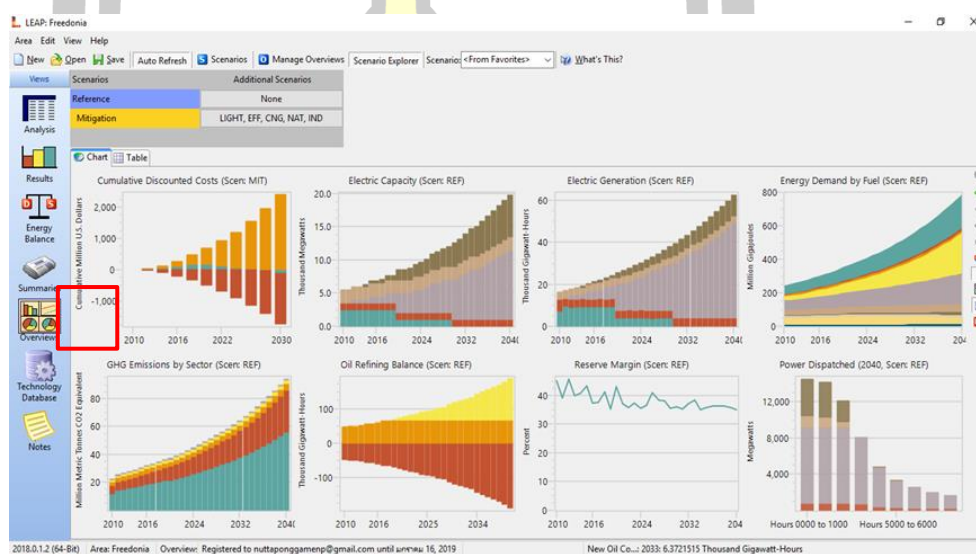 LEAP: Freedonia
Area Edit View Help
New Open Save Auto Refresh Scenarios Manage Overviews Scenario Explorer Scenario: <From Favorites> What's This?
Views
Analysis
Results
Energy Balance
Summarie
Overview
Technology Database
Notes
Scenarios Additional Scenarios
Reference None
Mitigation LIGHT, EFF, CNG, NAT, IND
Chart Table
Cumulative Discounted Costs (Scen: MIT)
Cumulative Million U.S. Dollars
2,000
1,000
0
-1,000
2010 2016 2022 2030
Electric Capacity (Scen: REF)
Thousand Megawatts
20.0
15.0
10.0
5.0
0.0
2010 2016 2024 2032 204
Electric Generation (Scen: REF)
Thousand Gigawatt-Hours
60
40
20
0
2010 2016 2024 2032 204
Energy Demand by Fuel (Scen: REF)
Million Gigajoules
800
600
400
200
0
2010 2016 2024 2032 204
GHG Emissions by Sector (Scen: REF)
Million Metric Tonnes CO2 Equivalent
80
60
40
20
2010 2016 2024 2032 204
Oil Refining Balance (Scen: REF)
Thousand Gigawatt-Hours
100
0
-100
2010 2016 2025 2034
Reserve Margin (Scen: REF)
Percent
40
30
20
10
0
2010 2016 2024 2032 204
Power Dispatched (2040, Scen: REF)
Megawatts
12,000
8,000
4,000
Hours 0000 to 1000 Hours 5000 to 6000
2018.0.1.2 (64-Bit) Area: Freedonia Overview: Registered to nuttaponggamenp@gmail.com until มกราคม 16, 2019 New Oil Co...: 2033: 6.3721515 Thousand Gigawatt-Hours